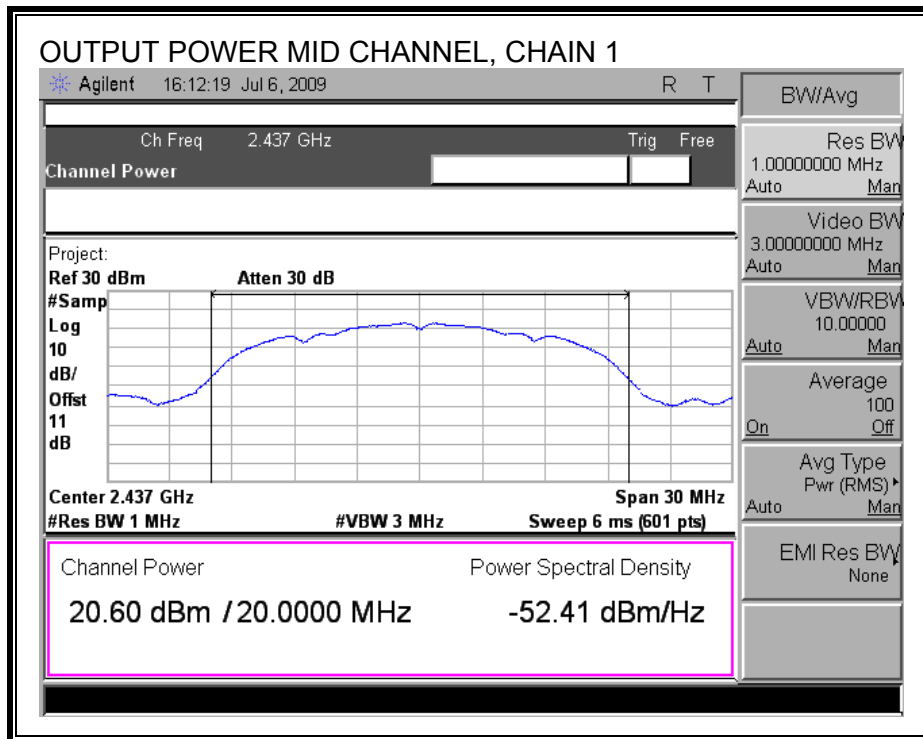 OUTPUT POWER MID CHANNEL, CHAIN 1
Agilent 16:12:19 Jul 6, 2009 R T
Ch Freq 2.437 GHz Trig Free
Channel Power
Project:
Ref 30 dBm Atten 30 dB
#Samp
Log
10
dB/
Offst
11
dB
Center 2.437 GHz Span 30 MHz
#Res BW 1 MHz #VBW 3 MHz Sweep 6 ms (601 pts)
Channel Power Power Spectral Density
20.60 dBm / 20.0000 MHz -52.41 dBm/Hz
BW/Avg
Res BW
1.00000000 MHz
Auto Man
Video BW
3.00000000 MHz
Auto Man
VBW/RBW
10.00000
Auto Man
Average
100
On Off
Avg Type
Pwr (RMS)
Auto Man
EMI Res BW
None